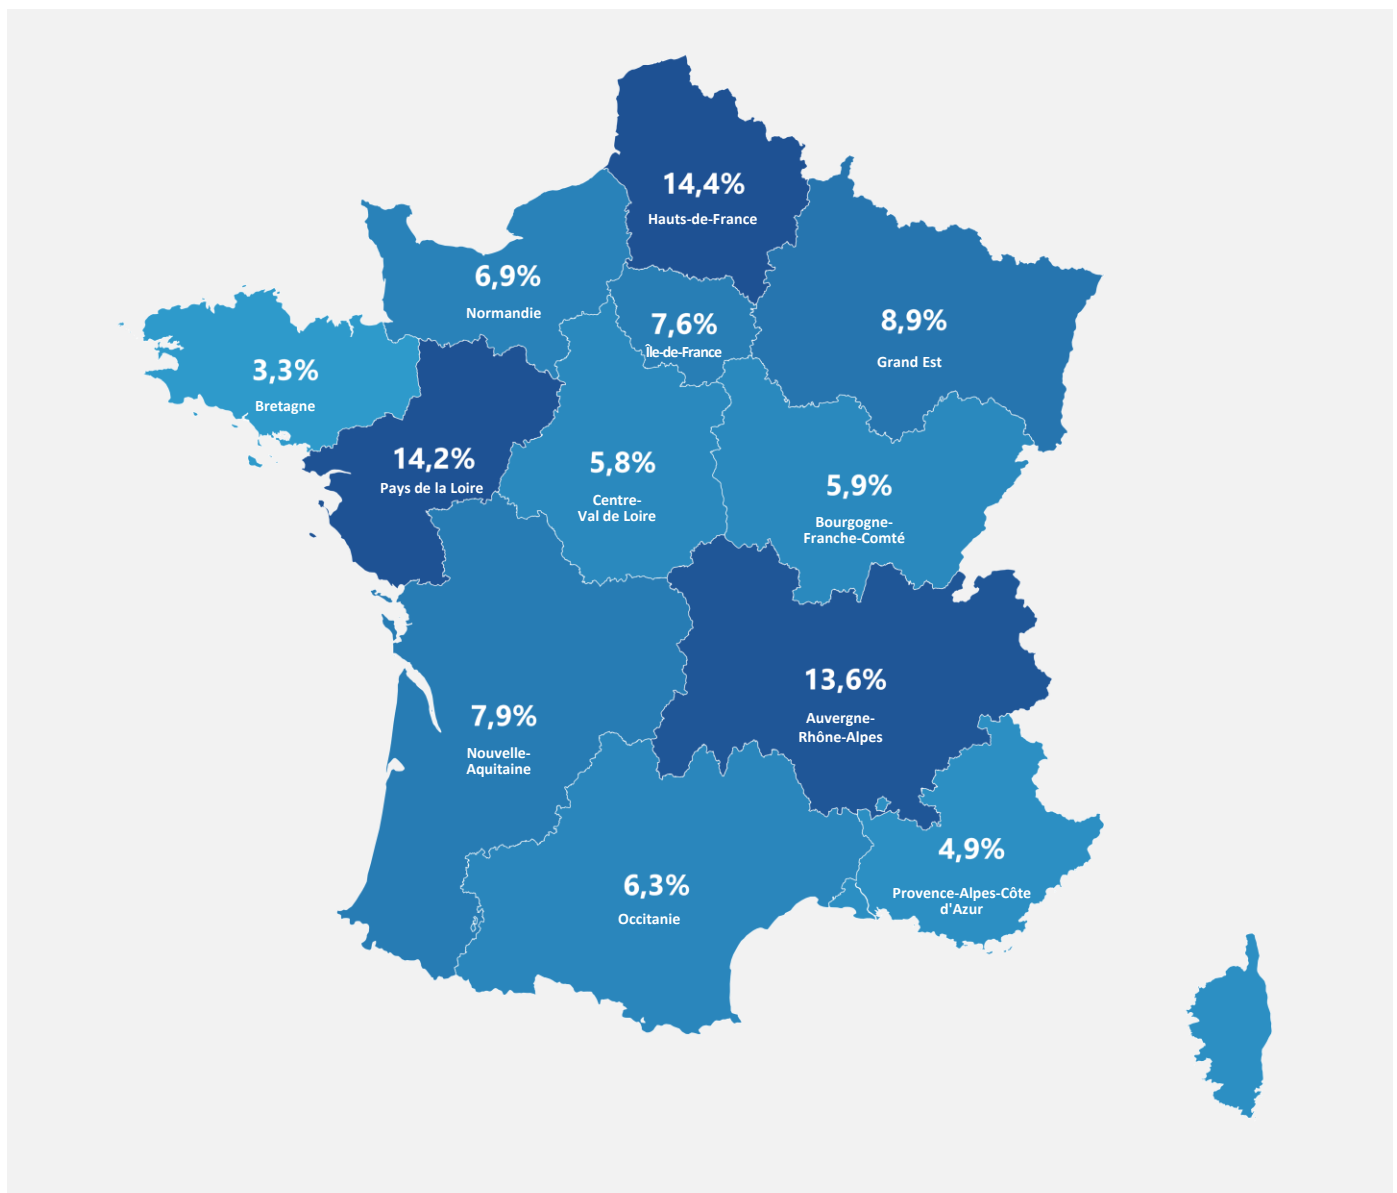 14,4%
Hauts-de-France
6,9%
Normandie
7,6%
Île-de-France
8,9%
Grand Est
3,3%
Bretagne
14,2%
Pays de la Loire
5,8%
Centre-
Val de Loire
5,9%
Bourgogne-
Franche-Comté
13,6%
Auvergne-
Rhône-Alpes
7,9%
Nouvelle-
Aquitaine
4,9%
Provence-Alpes-Côte
d'Azur
6,3%
Occitanie